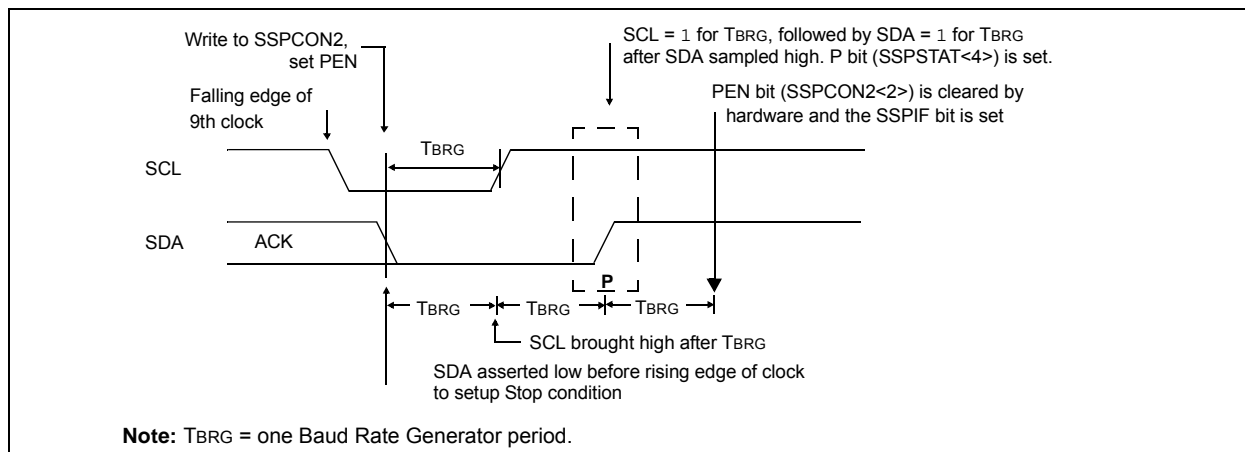 Write to SSPCON2,
set PEN
SCL = 1 for TBRG, followed by SDA = 1 for TBRG
after SDA sampled high. P bit (SSPSTAT<4>) is set.
Falling edge of
9th clock
PEN bit (SSPCON2<2>) is cleared by
hardware and the SSPIF bit is set
TBRG
SCL
SDA
ACK
P
TBRG
TBRG
TBRG
SCL brought high after TBRG
SDA asserted low before rising edge of clock
to setup Stop condition
Note: TBRG = one Baud Rate Generator period.